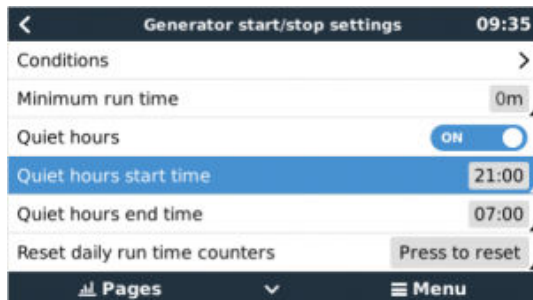 Generator start/stop settings 09:35
Conditions
Minimum run time 0m
Quiet hours ON
Quiet hours start time 21:00
Quiet hours end time 07:00
Reset daily run time counters Press to reset
Pages Menu